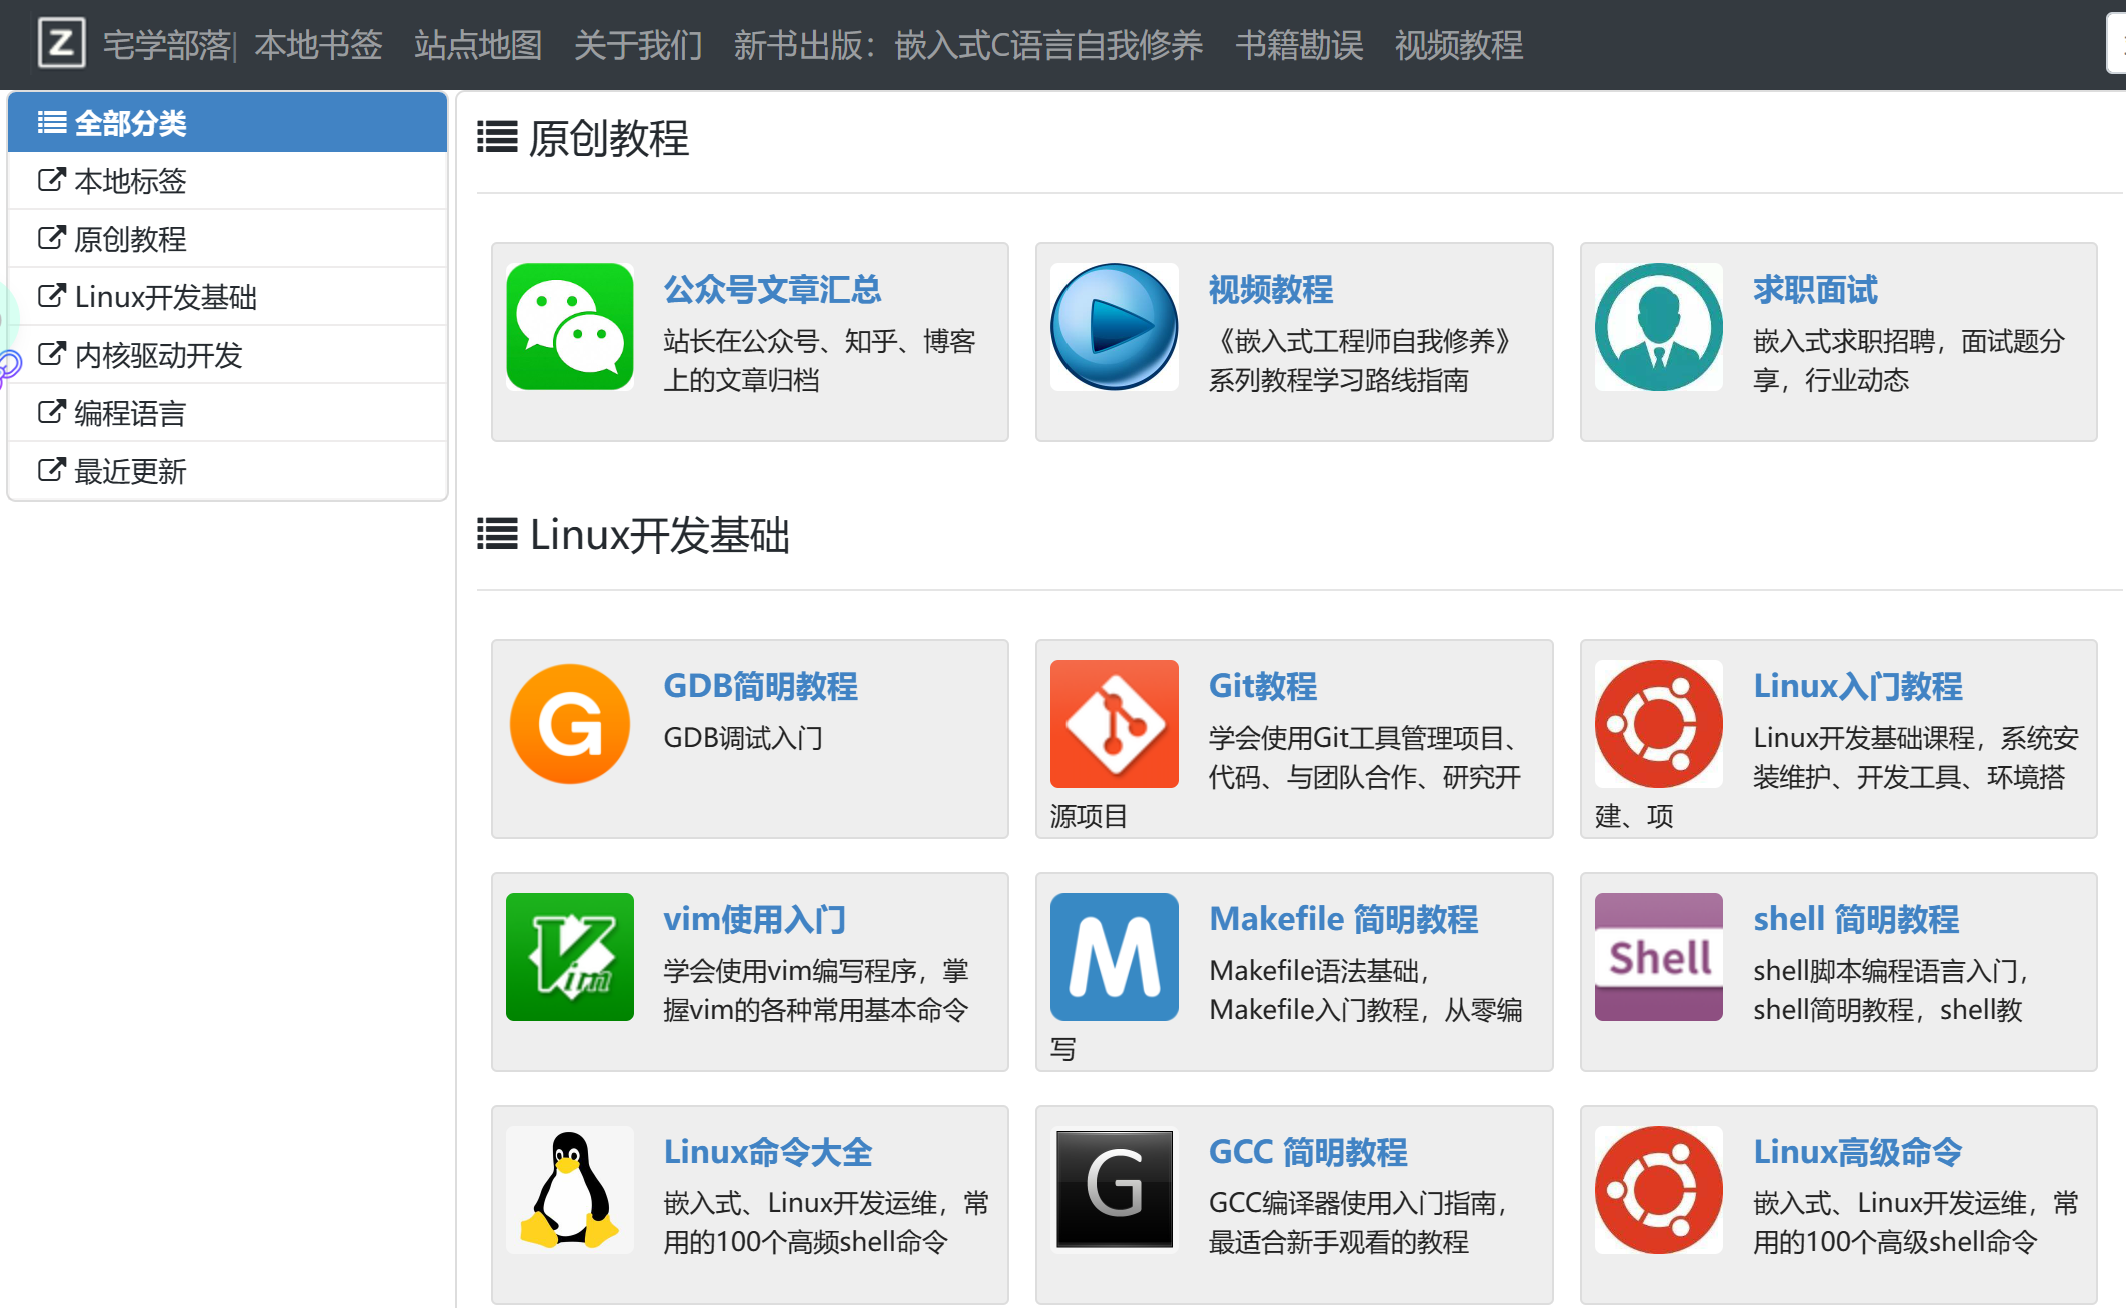 Z 宅学部落| 本地书签 站点地图 关于我们 新书出版：嵌入式C语言自我修养 书籍勘误 视频教程
全部分类
本地标签
原创教程
Linux开发基础
内核驱动开发
编程语言
最近更新
原创教程
公众号文章汇总
站长在公众号、知乎、博客
上的文章归档
视频教程
《嵌入式工程师自我修养》
系列教程学习路线指南
求职面试
嵌入式求职招聘，面试题分
享，行业动态
Linux开发基础
G
GDB简明教程
GDB调试入门
Git教程
学会使用Git工具管理项目、
代码、与团队合作、研究开
源项目
Linux入门教程
Linux开发基础课程，系统安
装维护、开发工具、环境搭
建、项
Vim
vim使用入门
学会使用vim编写程序，掌
握vim的各种常用基本命令
M
Makefile 简明教程
Makefile语法基础，
Makefile入门教程，从零编
写
Shell
shell 简明教程
shell脚本编程语言入门，
shell简明教程，shell教
Linux命令大全
嵌入式、Linux开发运维，常
用的100个高频shell命令
G
GCC 简明教程
GCC编译器使用入门指南，
最适合新手观看的教程
Linux高级命令
嵌入式、Linux开发运维，常
用的100个高级shell命令